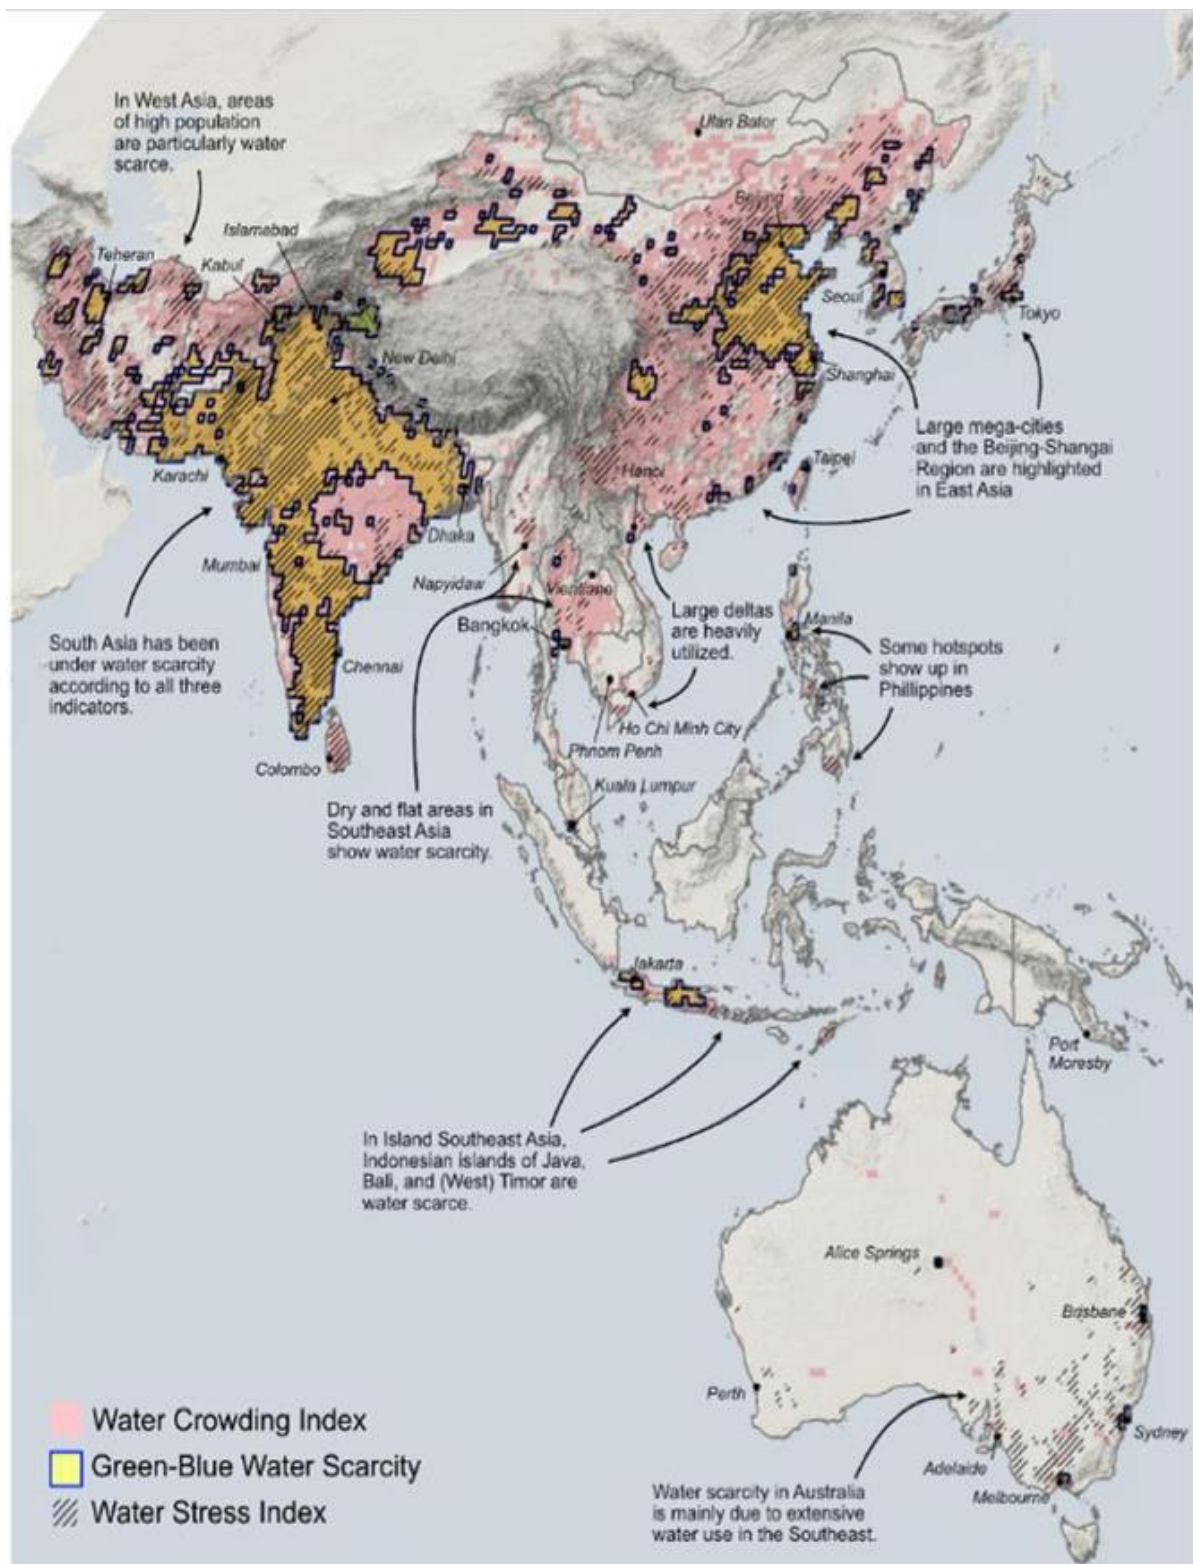 In West Asia, areas
of high population
are particularly water
scarce.
Ulan Bator
Islamabad
Beijing
Teheran
Kabul
Seoul
Tokyo
New Delhi
Shanghai
Large mega-cities
and the Beijing-Shangai
Region are highlighted
in East Asia
Karachi
Hanoi
Taipei
Dhaka
Mumbai
Napyidaw
Vientiane
Bangkok
Large deltas
are heavily
utilized.
Manila
South Asia has been
under water scarcity
according to all three
indicators.
Chennai
Some hotspots
show up in
Phillippines
Ho Chi Minh City
Phnom Penh
Colombo
Kuala Lumpur
Dry and flat areas in
Southeast Asia
show water scarcity.
Jakarta
Port
Moresby
In Island Southeast Asia,
Indonesian islands of Java,
Bali, and (West) Timor are
water scarce.
Alice Springs
Brisbane
Perth
Sydney
Adelaide
Melbourne
Water scarcity in Australia
is mainly due to extensive
water use in the Southeast.
Water Crowding Index
Green-Blue Water Scarcity
Water Stress Index